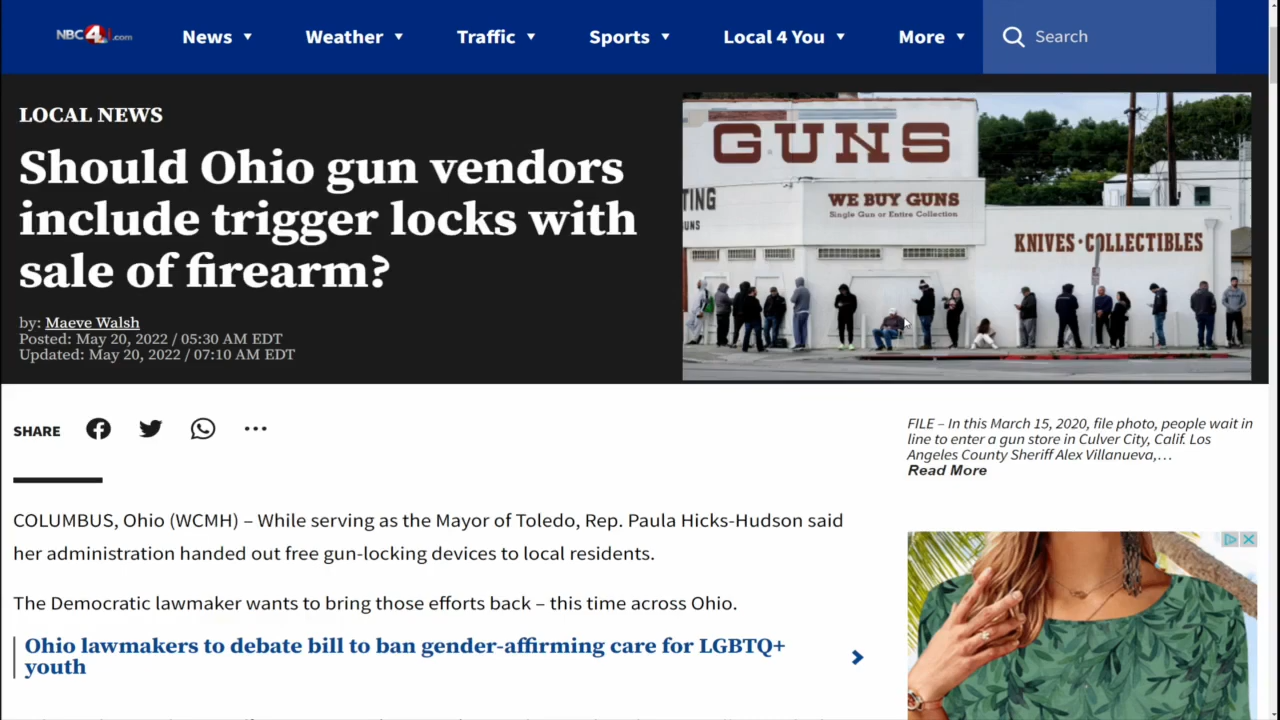 NBC4i.com
News
Weather
Traffic
Sports
Local 4 You
More
Search
LOCAL NEWS
Should Ohio gun vendors
include trigger locks with
sale of firearm?
by: Maeve Walsh
Posted: May 20, 2022 / 05:30 AM EDT
Updated: May 20, 2022 / 07:10 AM EDT
GUNS
TING
UNS
WE BUY GUNS
Single Gun or Entire Collection
KNIVES·COLLECTIBLES
SHARE
FILE – In this March 15, 2020, file photo, people wait in
line to enter a gun store in Culver City, Calif. Los
Angeles County Sheriff Alex Villanueva,…
Read More
COLUMBUS, Ohio (WCMH) – While serving as the Mayor of Toledo, Rep. Paula Hicks-Hudson said
her administration handed out free gun-locking devices to local residents.
The Democratic lawmaker wants to bring those efforts back – this time across Ohio.
Ohio lawmakers to debate bill to ban gender-affirming care for LGBTQ+
youth